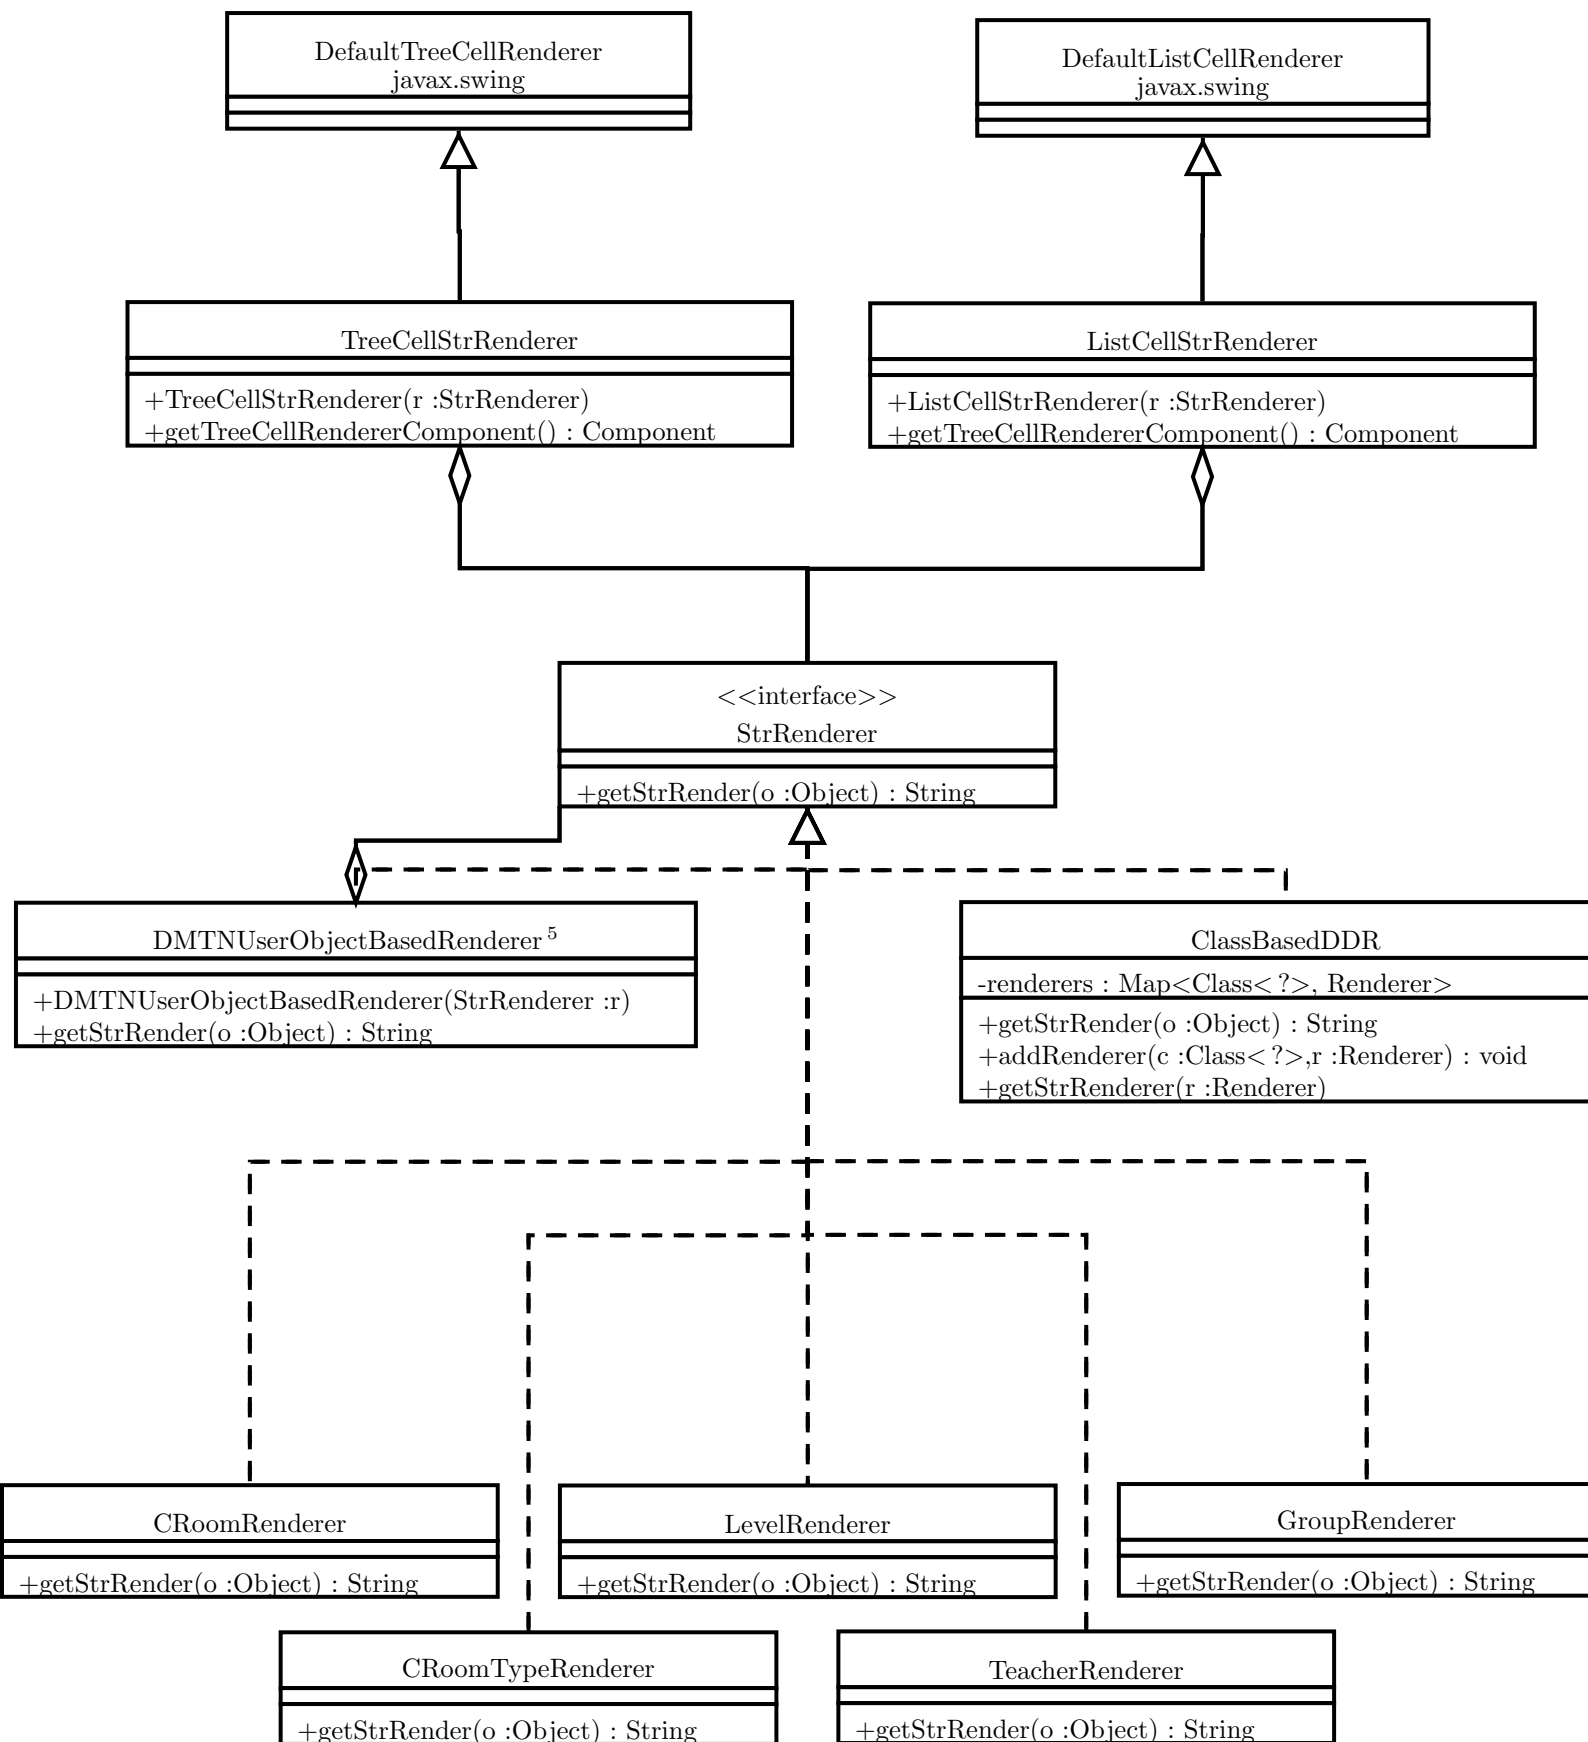 DefaultTreeCellRenderer
javax.swing
DefaultListCellRenderer
javax.swing
TreeCellStrRenderer
+TreeCellStrRenderer(r :StrRenderer)
+getTreeCellRendererComponent() : Component
ListCellStrRenderer
+ListCellStrRenderer(r :StrRenderer)
+getTreeCellRendererComponent() : Component
<<interface>>
StrRenderer
+getStrRender(o :Object) : String
DMTNUserObjectBasedRenderer 5
+DMTNUserObjectBasedRenderer(StrRenderer :r)
+getStrRender(o :Object) : String
ClassBasedDDR
-renderers : Map<Class< ?>, Renderer>
+getStrRender(o :Object) : String
+addRenderer(c :Class< ?>,r :Renderer) : void
+getStrRenderer(r :Renderer)
CRoomRenderer
+getStrRender(o :Object) : String
LevelRenderer
+getStrRender(o :Object) : String
GroupRenderer
+getStrRender(o :Object) : String
CRoomTypeRenderer
+getStrRender(o :Object) : String
TeacherRenderer
+getStrRender(o :Object) : String